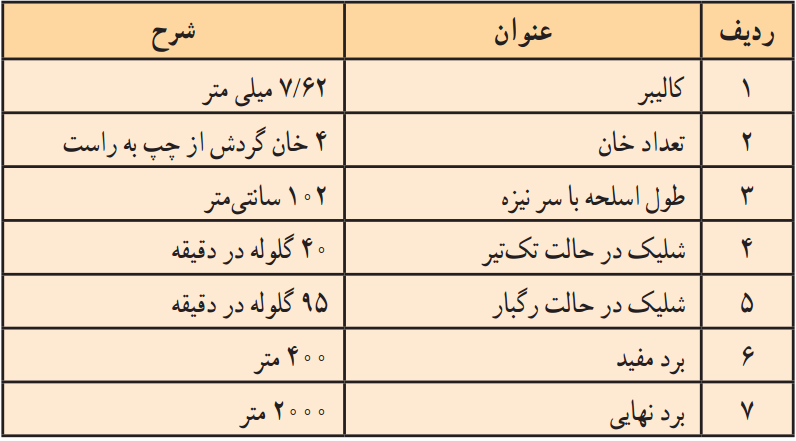 ردیف عنوان شرح
۱ کالیبر ۷/۶۲ میلی متر
۲ تعداد خان ۴ خان گردش از چپ به راست
۳ طول اسلحه با سر نیزه ۱۰۲ سانتی‌متر
۴ شلیک در حالت تک‌تیر ۴۰ گلوله در دقیقه
۵ شلیک در حالت رگبار ۹۵ گلوله در دقیقه
۶ برد مفید ۴۰۰ متر
۷ برد نهایی ۲۰۰۰ متر